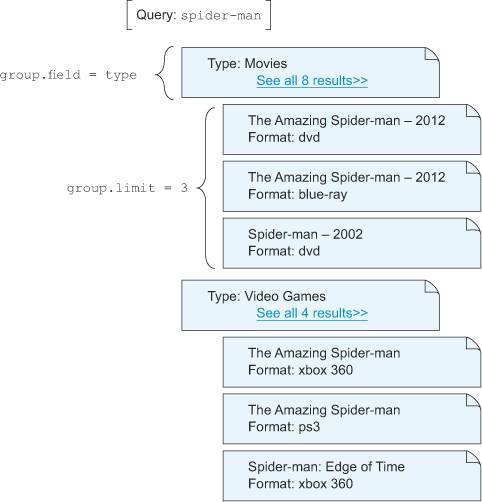 Query: spider-man
group.field = type
Type: Movies
See all 8 results>>
group.limit = 3
The Amazing Spider-man – 2012
Format: dvd
The Amazing Spider-man – 2012
Format: blue-ray
Spider-man – 2002
Format: dvd
Type: Video Games
See all 4 results>>
The Amazing Spider-man
Format: xbox 360
The Amazing Spider-man
Format: ps3
Spider-man: Edge of Time
Format: xbox 360